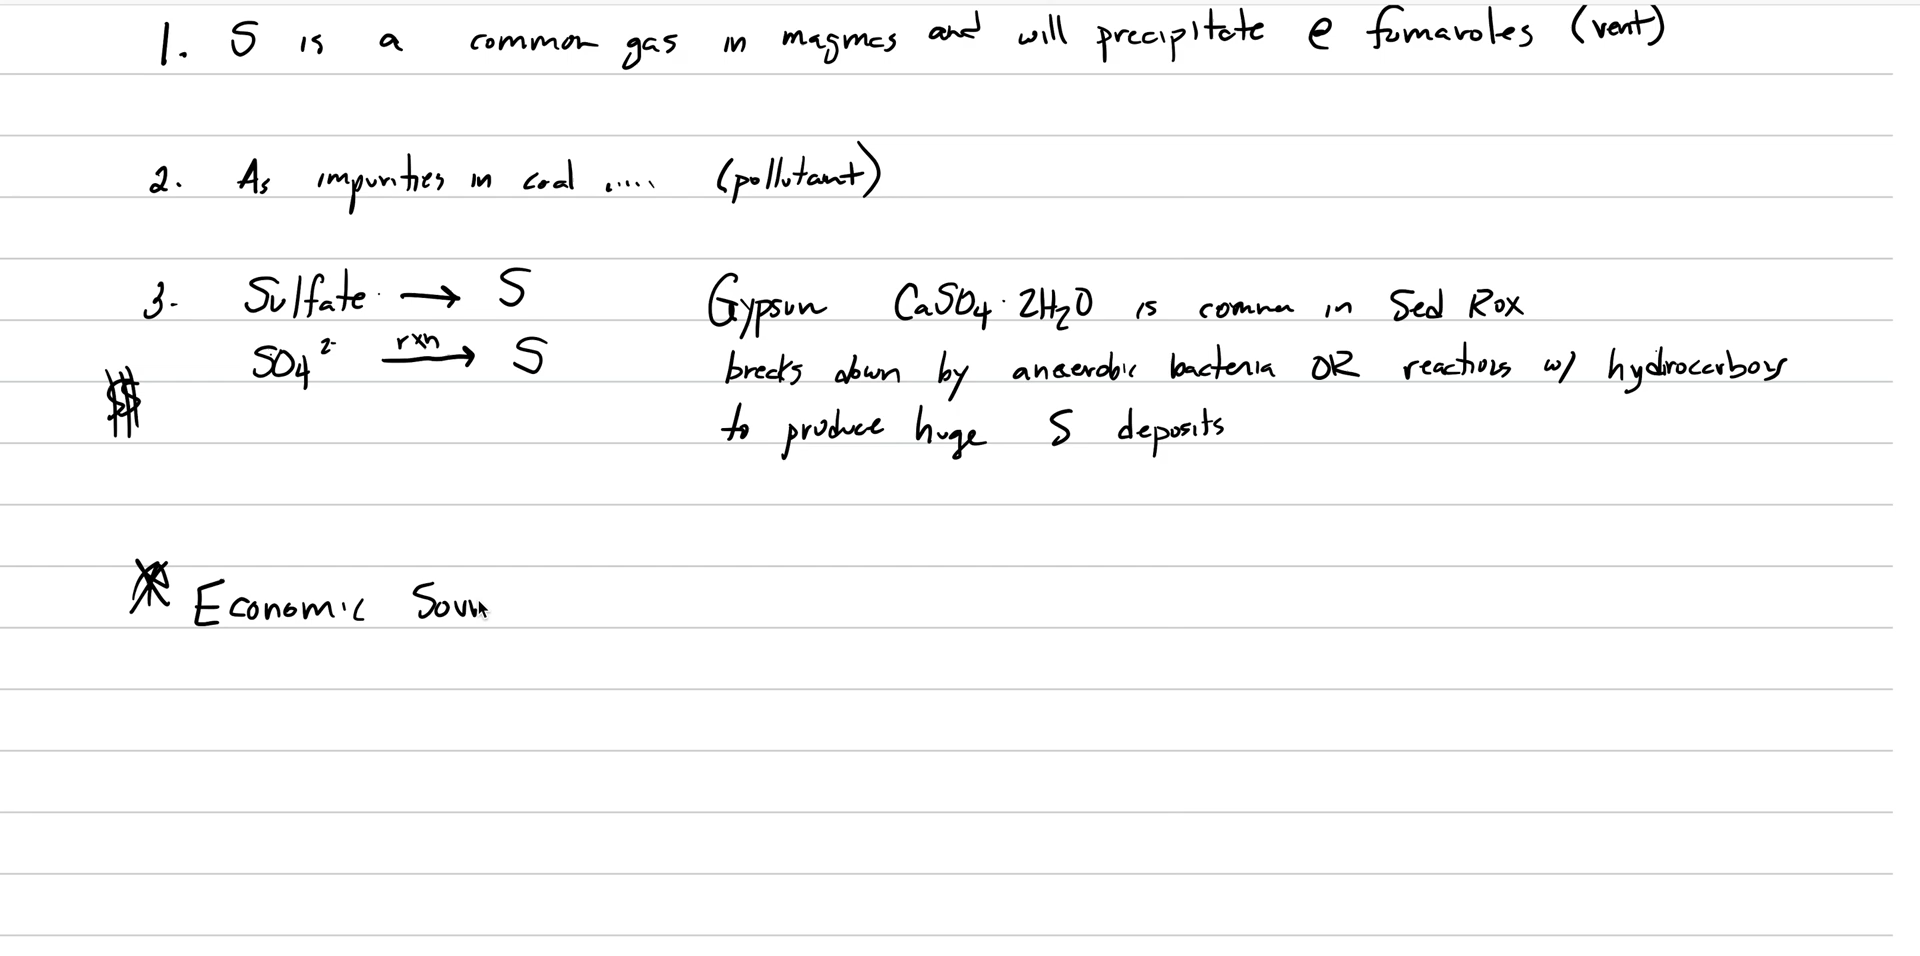 1. S is a common gas in magmas and will precipitate @ fumaroles (vent)
2. As impurities in coal ..... (pollutant)
3. Sulfate → S
Gypsum CaSO₄·2H₂O is common in Sed Rox
SO₄²⁻ rxn→ S
breaks down by anaerobic bacteria OR reactions w/ hydrocarbons
$$
to produce huge S deposits
* Economic Sour